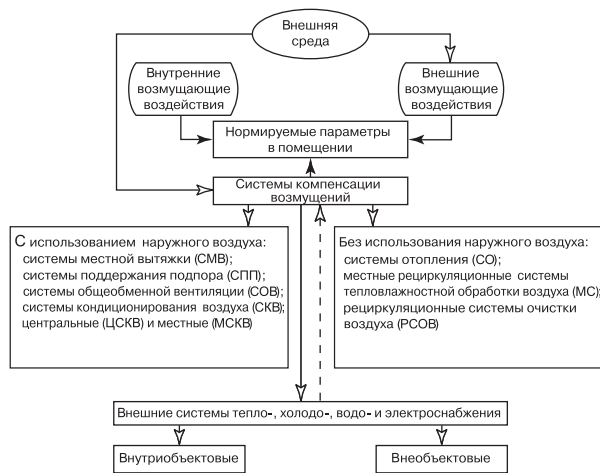 Внешняя
среда
Внутренние
возмущающие
воздействия
Внешние
возмущающие
воздействия
Нормируемые параметры
в помещении
Системы компенсации
возмущений
С использованием наружного воздуха:
системы местной вытяжки (СМВ);
системы поддержания подпора (СПП);
системы общеобменной вентиляции (СОВ);
системы кондиционирования воздуха (СКВ);
центральные (ЦСКВ) и местные (МСКВ)
Без использования наружного воздуха:
системы отопления (СО);
местные рециркуляционные системы
тепловлажностной обработки воздуха (МС);
рециркуляционные системы очистки
воздуха (РСОВ)
Внешние системы тепло-, холодо-, водо- и электроснабжения
Внутриобъектовые
Внеобъектовые